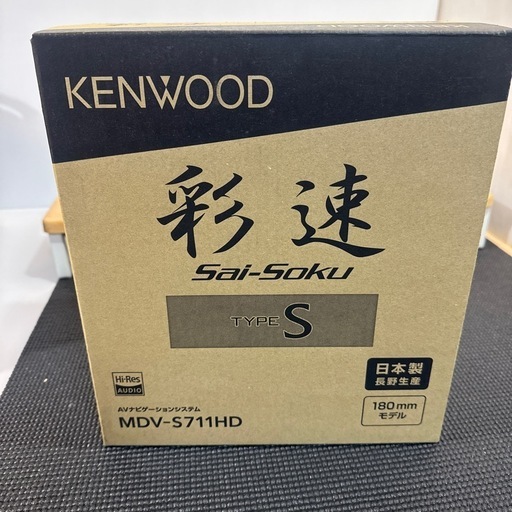 KENWOOD
彩速
Sai-Soku
TYPE S
Hi-Res
AUDIO
日本製
長野生産
AVナビゲーションシステム
MDV-S711HD
180mm
モデル